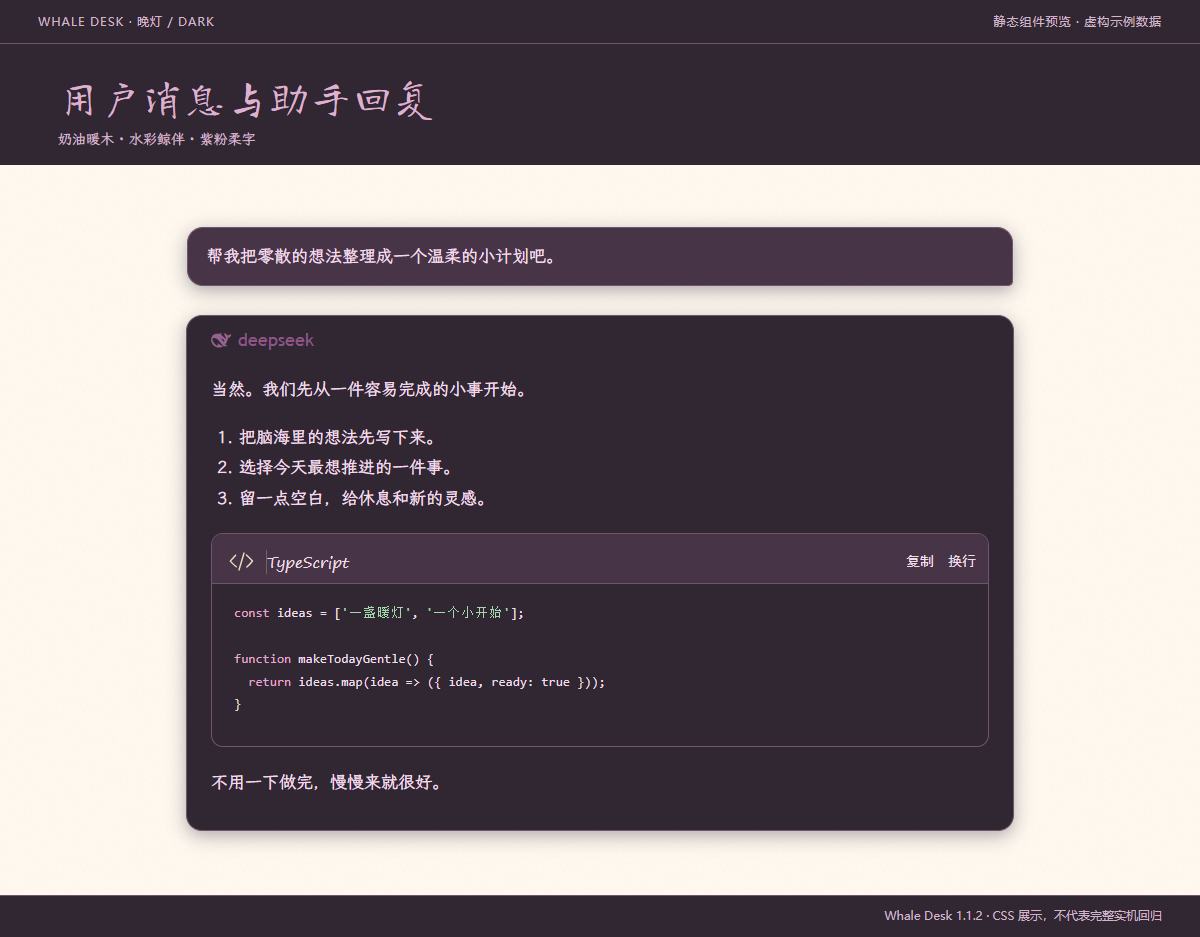 WHALE DESK · 晚灯 / DARK
静态组件预览 · 虚构示例数据
用户消息与助手回复
奶油暖木 · 水彩鲸伴 · 紫粉柔字
帮我把零散的想法整理成一个温柔的小计划吧。
deepseek
当然。我们先从一件容易完成的小事开始。
1. 把脑海里的想法先写下来。
2. 选择今天最想推进的一件事。
3. 留一点空白，给休息和新的灵感。
</> TypeScript
复制 换行
const ideas = ['一盏暖灯', '一个小开始'];
function makeTodayGentle() {
  return ideas.map(idea => ({ idea, ready: true }));
}
不用一下做完，慢慢来就很好。
Whale Desk 1.1.2 · CSS 展示，不代表完整实机回归